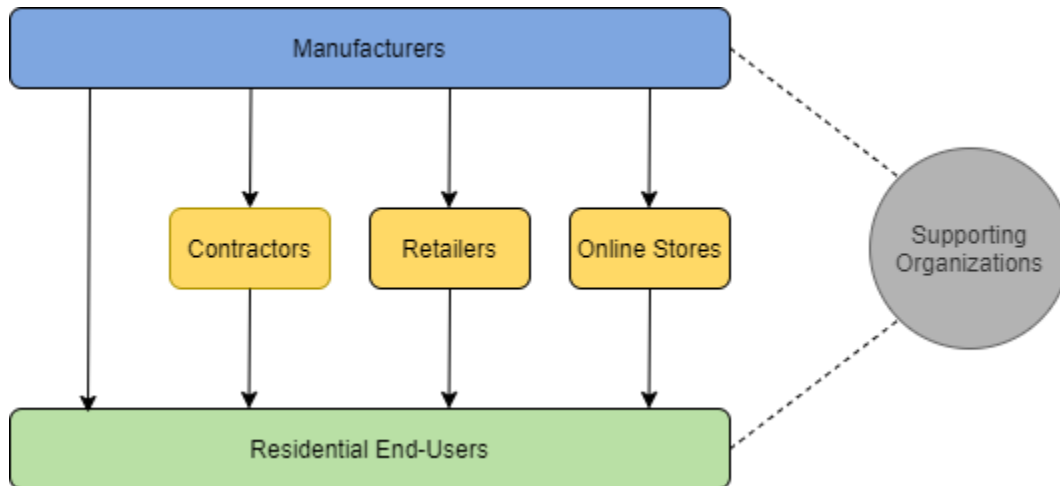 Manufacturers
Contractors
Retailers
Online Stores
Supporting
Organizations
Residential End-Users